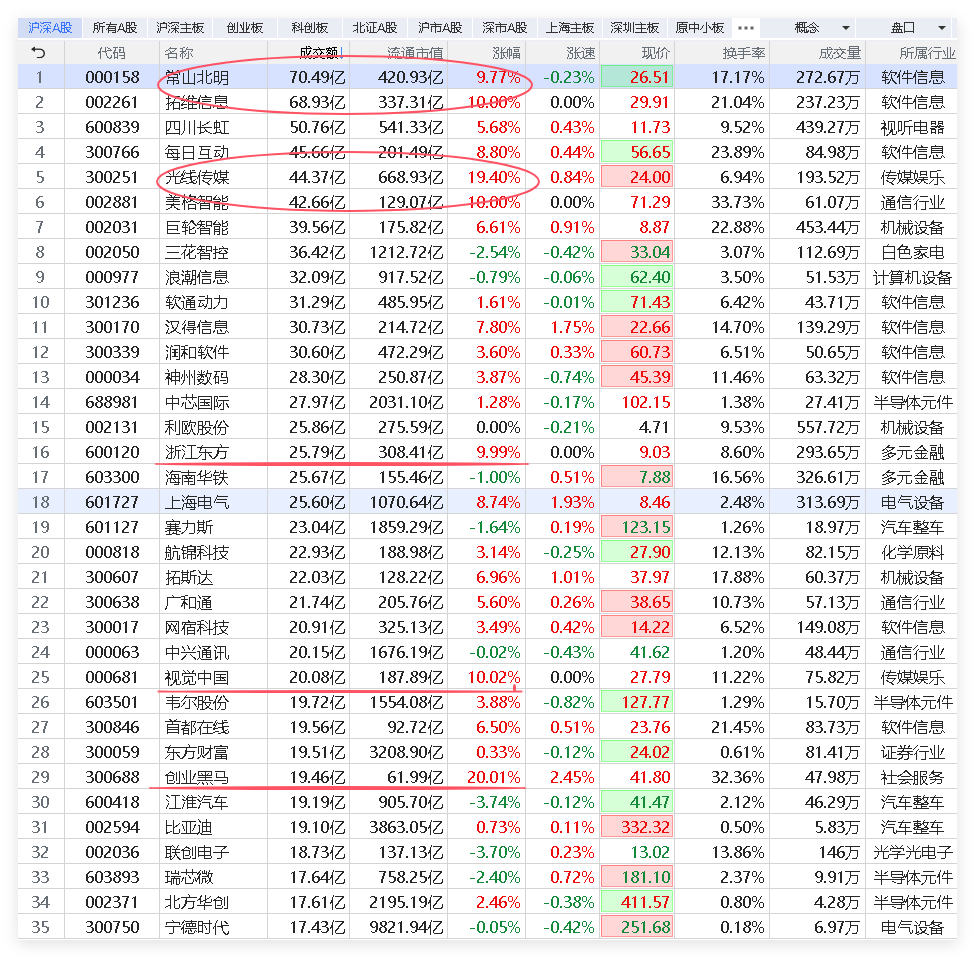 沪深A股 所有A股 沪深主板 创业板 科创板 北证A股 沪市A股 深市A股 上海主板 深圳主板 原中小板 ••• 概念 盘口
代码 名称 成交额↓ 流通市值 涨幅 涨速 现价 换手率 成交量 所属行业
1 000158 常山北明 70.49亿 420.93亿 9.77% -0.23% 26.51 17.17% 272.67万 软件信息
2 002261 拓维信息 68.93亿 337.31亿 10.00% 0.00% 29.91 21.04% 237.23万 软件信息
3 600839 四川长虹 50.76亿 541.33亿 5.68% 0.43% 11.73 9.52% 439.27万 视听电器
4 300766 每日互动 45.66亿 201.49亿 8.80% 0.44% 56.65 23.89% 84.98万 软件信息
5 300251 光线传媒 44.37亿 668.93亿 19.40% 0.84% 24.00 6.94% 193.52万 传媒娱乐
6 002881 美格智能 42.66亿 129.07亿 10.00% 0.00% 71.29 33.73% 61.07万 通信行业
7 002031 巨轮智能 39.56亿 175.82亿 6.61% 0.91% 8.87 22.88% 453.44万 机械设备
8 002050 三花智控 36.42亿 1212.72亿 -2.54% -0.42% 33.04 3.07% 112.69万 白色家电
9 000977 浪潮信息 32.09亿 917.52亿 -0.79% -0.06% 62.40 3.50% 51.53万 计算机设备
10 301236 软通动力 31.29亿 485.95亿 1.61% -0.01% 71.43 6.42% 43.71万 软件信息
11 300170 汉得信息 30.73亿 214.72亿 7.80% 1.75% 22.66 14.70% 139.29万 软件信息
12 300339 润和软件 30.60亿 472.29亿 3.60% 0.33% 60.73 6.51% 50.65万 软件信息
13 000034 神州数码 28.30亿 250.87亿 3.87% -0.74% 45.39 11.46% 63.32万 软件信息
14 688981 中芯国际 27.97亿 2031.10亿 1.28% -0.17% 102.15 1.38% 27.41万 半导体元件
15 002131 利欧股份 25.86亿 275.59亿 0.00% -0.21% 4.71 9.53% 557.72万 机械设备
16 600120 浙江东方 25.79亿 308.41亿 9.99% 0.00% 9.03 8.60% 293.65万 多元金融
17 603300 海南华铁 25.67亿 155.46亿 -1.00% 0.51% 7.88 16.56% 326.61万 多元金融
18 601727 上海电气 25.60亿 1070.64亿 8.74% 1.93% 8.46 2.48% 313.69万 电气设备
19 601127 赛力斯 23.04亿 1859.29亿 -1.64% 0.19% 123.15 1.26% 18.97万 汽车整车
20 000818 航锦科技 22.93亿 188.98亿 3.14% -0.25% 27.90 12.13% 82.15万 化学原料
21 300607 拓斯达 22.03亿 128.22亿 6.96% 1.01% 37.97 17.88% 60.37万 机械设备
22 300638 广和通 21.74亿 205.76亿 5.60% 0.26% 38.65 10.73% 57.13万 通信行业
23 300017 网宿科技 20.91亿 325.13亿 3.49% 0.42% 14.22 6.52% 149.08万 软件信息
24 000063 中兴通讯 20.15亿 1676.19亿 -0.02% -0.43% 41.62 1.20% 48.44万 通信行业
25 000681 视觉中国 20.08亿 187.89亿 10.02% 0.00% 27.79 11.22% 75.82万 传媒娱乐
26 603501 韦尔股份 19.72亿 1554.08亿 3.88% -0.82% 127.77 1.29% 15.70万 半导体元件
27 300846 首都在线 19.56亿 92.72亿 6.50% 0.51% 23.76 21.45% 83.73万 软件信息
28 300059 东方财富 19.51亿 3208.90亿 0.33% -0.12% 24.02 0.61% 81.41万 证券行业
29 300688 创业黑马 19.46亿 61.99亿 20.01% 2.45% 41.80 32.36% 47.98万 社会服务
30 600418 江淮汽车 19.19亿 905.70亿 -3.74% -0.12% 41.47 2.12% 46.29万 汽车整车
31 002594 比亚迪 19.10亿 3863.05亿 0.73% 0.11% 332.32 0.50% 5.83万 汽车整车
32 002036 联创电子 18.73亿 137.13亿 -3.70% 0.23% 13.02 13.86% 146万 光学光电子
33 603893 瑞芯微 17.64亿 758.25亿 -2.40% 0.72% 181.10 2.37% 9.91万 半导体元件
34 002371 北方华创 17.61亿 2195.19亿 2.46% -0.38% 411.57 0.80% 4.28万 半导体元件
35 300750 宁德时代 17.43亿 9821.94亿 -0.05% -0.42% 251.68 0.18% 6.97万 电气设备